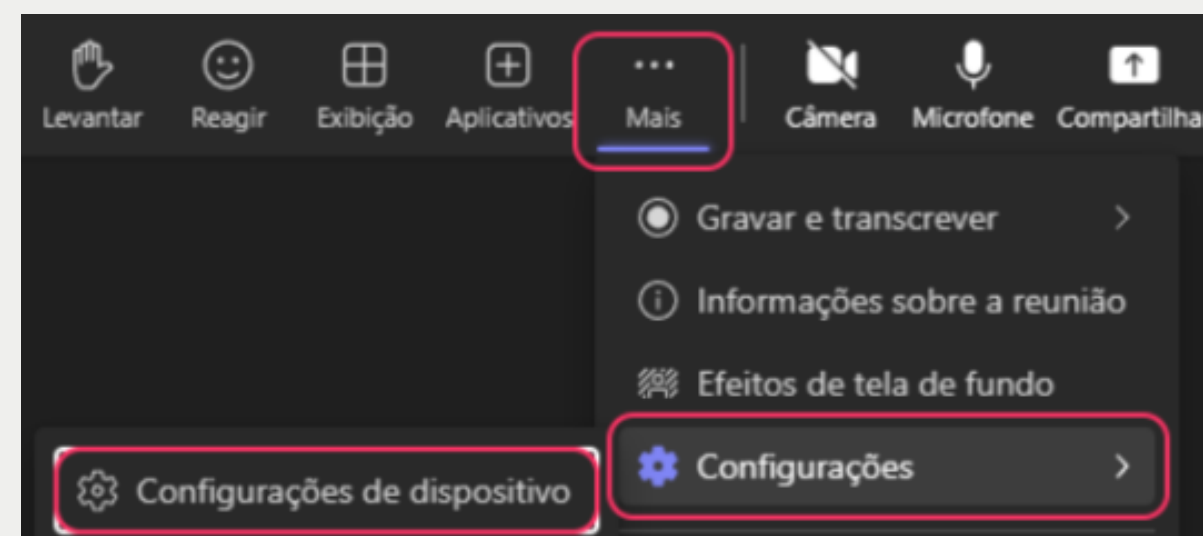 Levantar Reagir Exibição Aplicativos Mais Câmera Microfone Compartilha
Gravar e transcrever
Informações sobre a reunião
Efeitos de tela de fundo
Configurações
Configurações de dispositivo